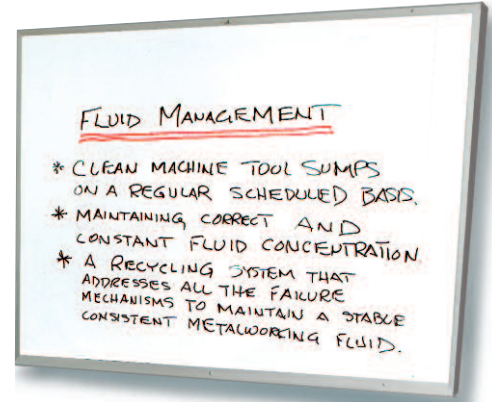 FLUID MANAGEMENT
* CLEAN MACHINE TOOL SUMPS
ON A REGULAR SCHEDULED BASIS.
* MAINTAINING CORRECT AND
CONSTANT FLUID CONCENTRATION
* A RECYCLING SYSTEM THAT
ADDRESSES ALL THE FAILURE
MECHANISMS TO MAINTAIN A STABLE
CONSISTENT METALWORKING FLUID.